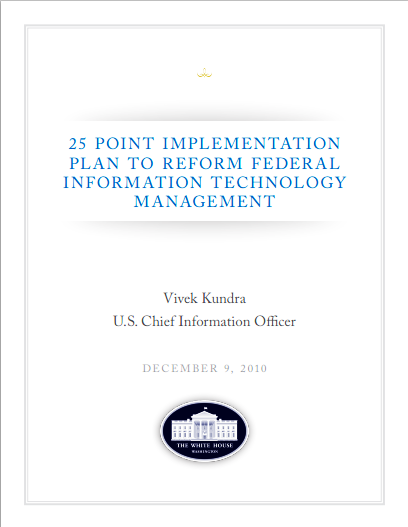 25 POINT IMPLEMENTATION
PLAN TO REFORM FEDERAL
INFORMATION TECHNOLOGY
MANAGEMENT
Vivek Kundra
U.S. Chief Information Officer
DECEMBER 9, 2010
THE WHITE HOUSE
WASHINGTON